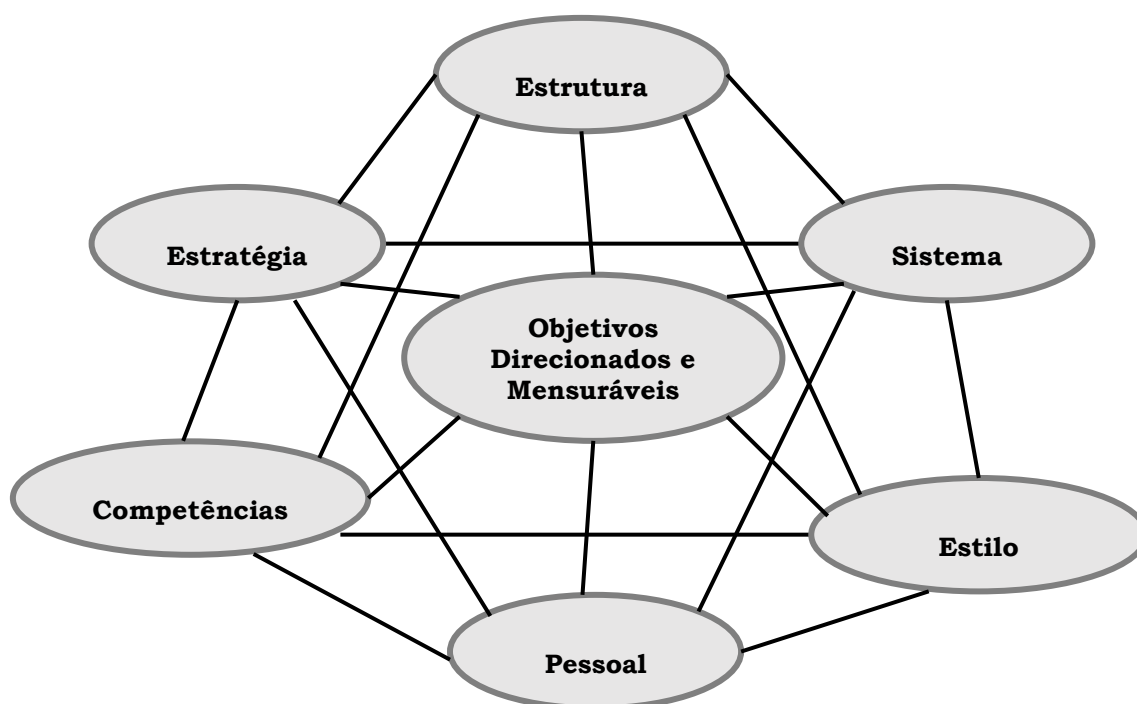 Estrutura
Estratégia
Sistema
Objetivos
Direcionados e
Mensuráveis
Competências
Estilo
Pessoal